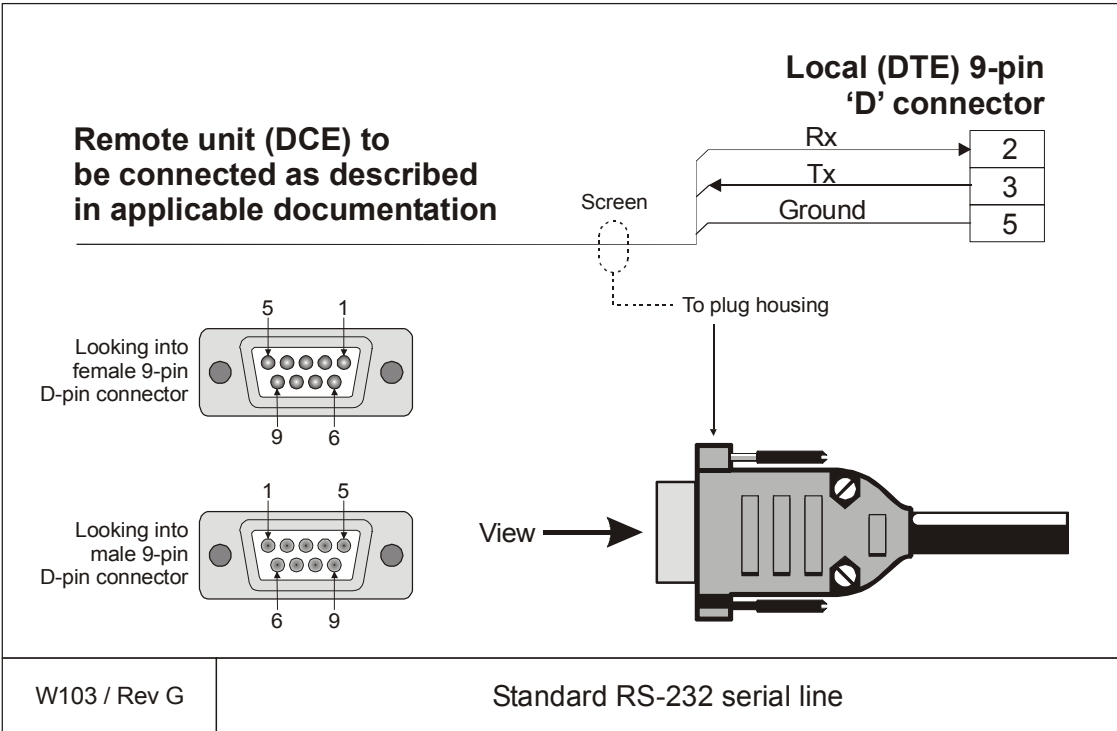 Local (DTE) 9-pin
‘D’ connector
Remote unit (DCE) to
be connected as described
in applicable documentation
Rx
2
Tx
3
Ground
5
Screen
To plug housing
5
1
Looking into
female 9-pin
D-pin connector
9
6
1
5
Looking into
male 9-pin
D-pin connector
6
9
View
W103 / Rev G
Standard RS-232 serial line